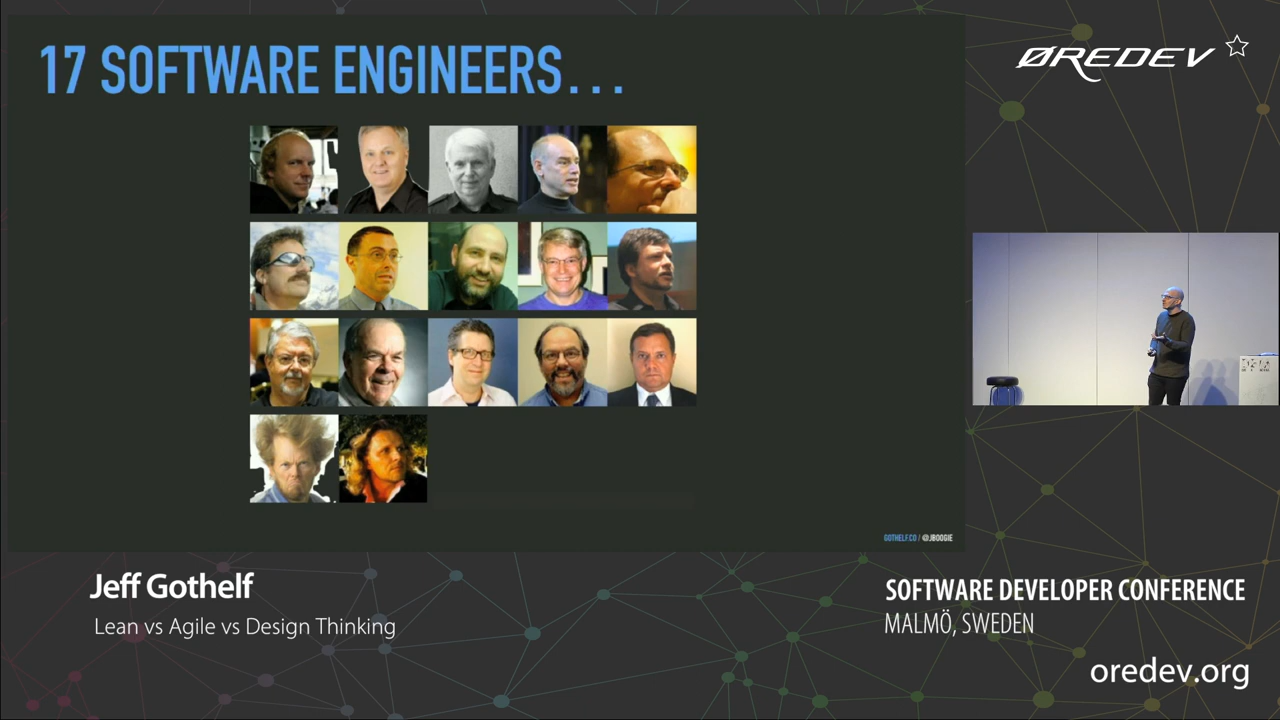 17 SOFTWARE ENGINEERS...
ØREDEV
GOTHELF.CO / @JBOOGIE
Jeff Gothelf
Lean vs Agile vs Design Thinking
SOFTWARE DEVELOPER CONFERENCE
MALMÖ, SWEDEN
oredev.org